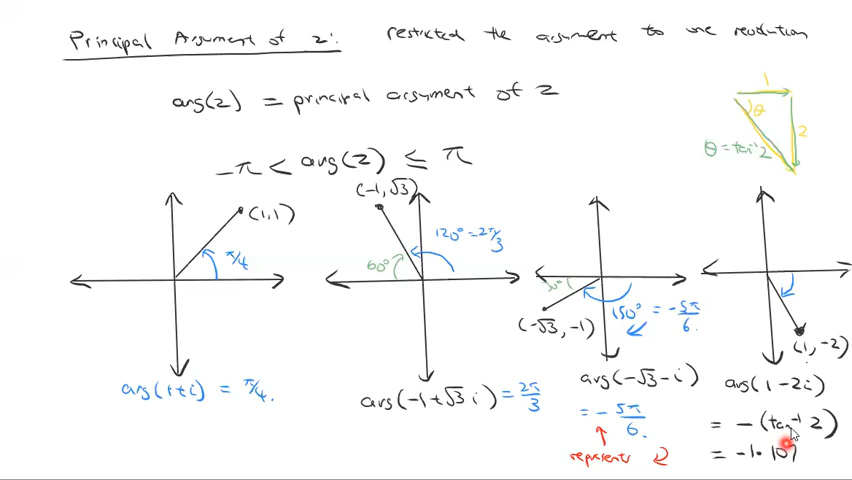 Principal Argument of z: restricted the argument to one revolution
arg(z) = principal argument of z
-π < arg(z) ≤ π
1
θ
2
θ = tan⁻¹2
(1,1)
π/4
arg(1+i) = π/4.
(-1,√3)
120° = 2π/3
60°
arg(-1+√3 i) = 2π/3
30°
150° = -5π/6.
(-√3, -1)
arg(-√3-i)
= -5π/6.
represents
(1, -2)
arg(1-2i)
= -(tan⁻¹ 2)
= -1.107